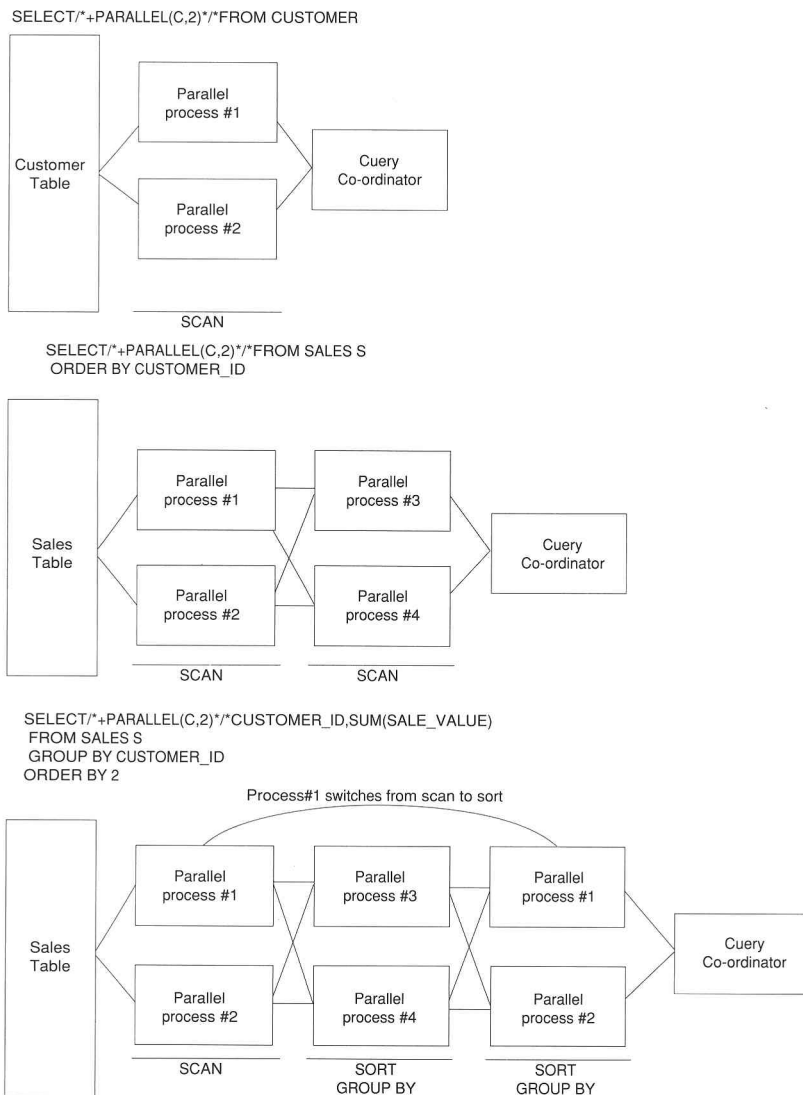 SELECT/*+PARALLEL(C,2)*/*FROM CUSTOMER
Customer
Table
Parallel
process #1
Parallel
process #2
Cuery
Co-ordinator
SCAN
SELECT/*+PARALLEL(C,2)*/*FROM SALES S
ORDER BY CUSTOMER_ID
Sales
Table
Parallel
process #1
Parallel
process #3
Parallel
process #2
Parallel
process #4
Cuery
Co-ordinator
SCAN
SCAN
SELECT/*+PARALLEL(C,2)*/*CUSTOMER_ID,SUM(SALE_VALUE)
FROM SALES S
GROUP BY CUSTOMER_ID
ORDER BY 2
Process#1 switches from scan to sort
Sales
Table
Parallel
process #1
Parallel
process #3
Parallel
process #1
Parallel
process #2
Parallel
process #4
Parallel
process #2
Cuery
Co-ordinator
SCAN
SORT
GROUP BY
SORT
GROUP BY